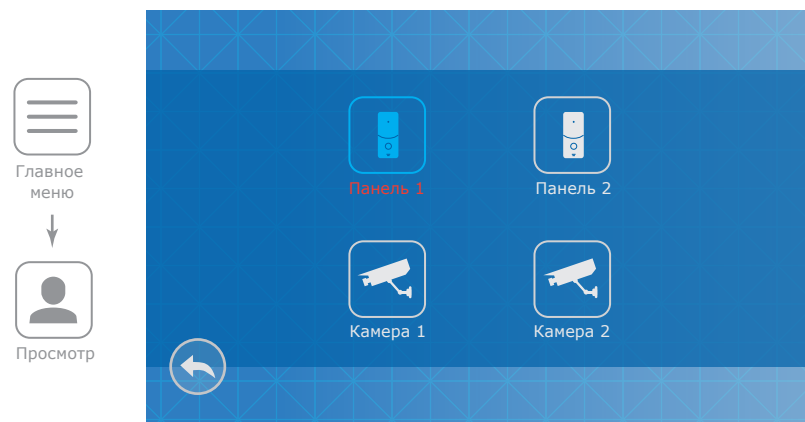 Главное
меню
Просмотр
Панель 1
Панель 2
Камера 1
Камера 2